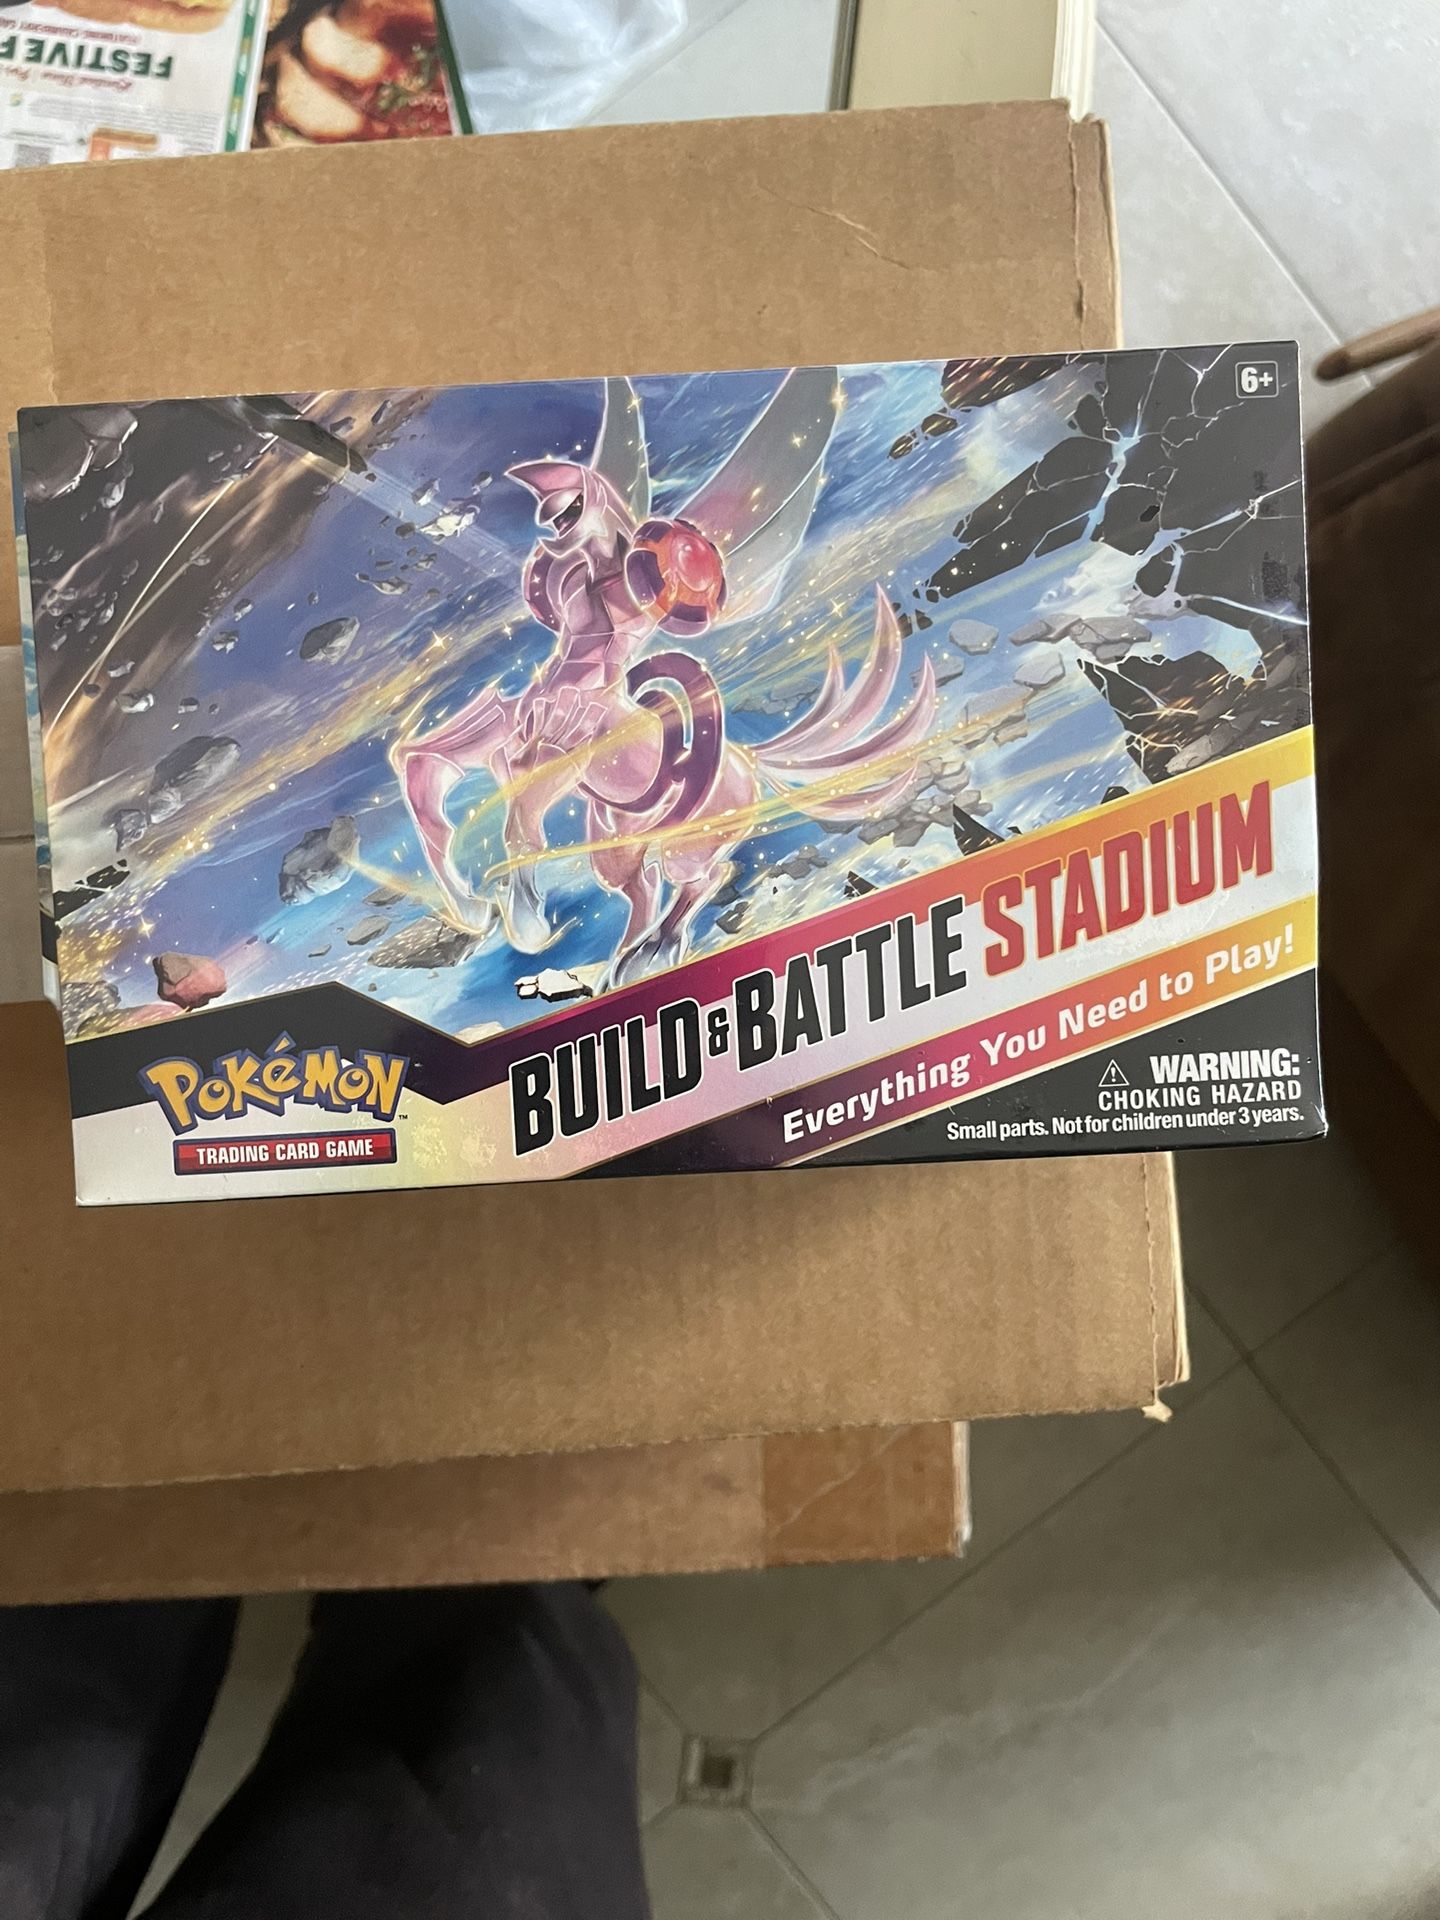 FESTIVE
6+
BUILD & BATTLE STADIUM
Everything You Need to Play!
POKéMON™
TRADING CARD GAME
WARNING:
CHOKING HAZARD
Small parts. Not for children under 3 years.